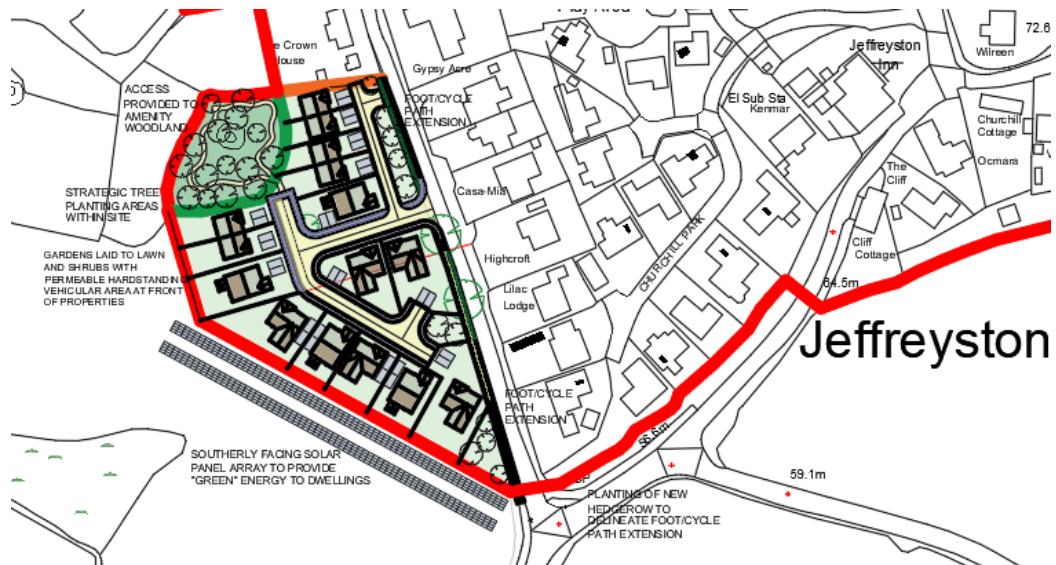 Play Area
72.6
e Crown
louse
Gypsy Acre
Jeffreyston
Inn
Wilreen
ACCESS
PROVIDED TO
AMENITY
WOODLAND
FOOT/CYCLE
PATH
EXTENSION
El Sub Sta
Kenmar
Churchill
Cottage
Ocmara
The
Cliff
STRATEGIC TREE
PLANTING AREAS
WITHIN SITE
Casa-Mia
CHURCHILL PARK
Cliff
Cottage
GARDENS LAID TO LAWN
AND SHRUBS WITH
PERMEABLE HARDSTANDING
VEHICULAR AREA AT FRONT
OF PROPERTIES
Highcroft
Lilac
Lodge
64.5m
Jeffreyston
FOOT/CYCLE
PATH
EXTENSION
56.6m
SOUTHERLY FACING SOLAR
PANEL ARRAY TO PROVIDE
"GREEN" ENERGY TO DWELLINGS
59.1m
PLANTING OF NEW
HEDGEROW TO
DELINEATE FOOT/CYCLE
PATH EXTENSION